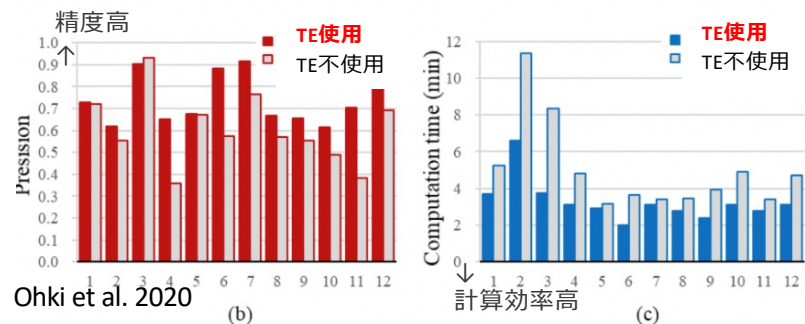 精度高
↑
1.0
0.9
0.8
0.7
0.6
0.5
0.4
0.3
0.2
0.1
0.0
Presision
TE使用
TE不使用
1 2 3 4 5 6 7 8 9 10 11 12
Ohki et al. 2020
(b)
12
10
8
6
4
2
0
Computation time (min)
TE使用
TE不使用
1 2 3 4 5 6 7 8 9 10 11 12
↓
計算効率高
(c)